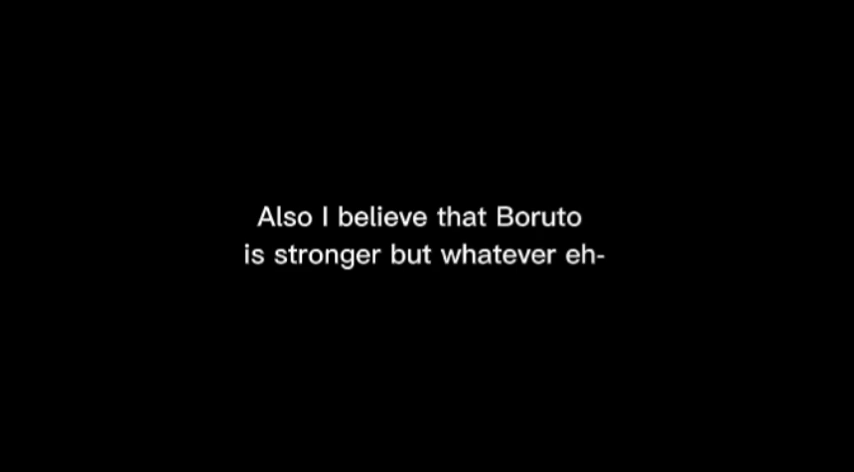 Also I believe that Boruto
is stronger but whatever eh-